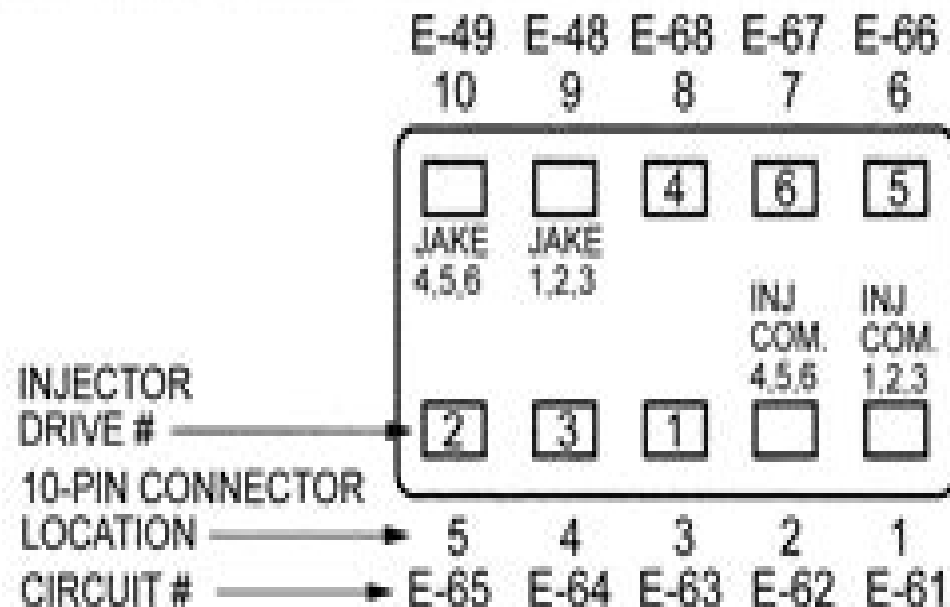 E-49 E-48 E-68 E-67 E-66
10 9 8 7 6
4 6 5
JAKE JAKE
4,5,6 1,2,3
INJ INJ
COM. COM.
4,5,6 1,2,3
INJECTOR
DRIVE # 2 3 1
10-PIN CONNECTOR
LOCATION 5 4 3 2 1
CIRCUIT # E-65 E-64 E-63 E-62 E-61